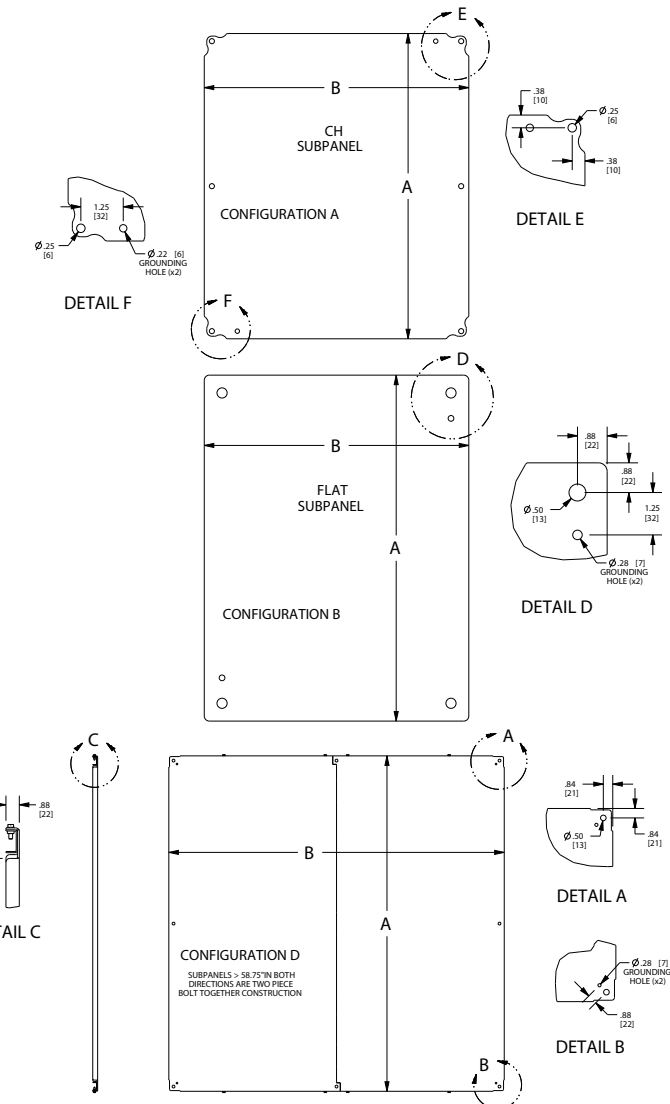 E
B
.38
[10]
Ø.25
[6]
CH
SUBPANEL
A
.38
[10]
CONFIGURATION A
DETAIL E
1.25
[32]
Ø.25
[6]
Ø.22 [6]
GROUNDING
HOLE (x2)
DETAIL F
F
D
B
.88
[22]
.88
[22]
FLAT
SUBPANEL
Ø.50
[13]
1.25
[32]
A
Ø.28 [7]
GROUNDING
HOLE (x2)
CONFIGURATION B
DETAIL D
C
A
.88
[22]
.84
[21]
B
Ø.50
[13]
.84
[21]
A
DETAIL A
TAIL C
CONFIGURATION D
SUBPANELS > 58.75"IN BOTH
DIRECTIONS ARE TWO PIECE
BOLT TOGETHER CONSTRUCTION
Ø.28 [7]
GROUNDING
HOLE (x2)
.88
[22]
DETAIL B
B